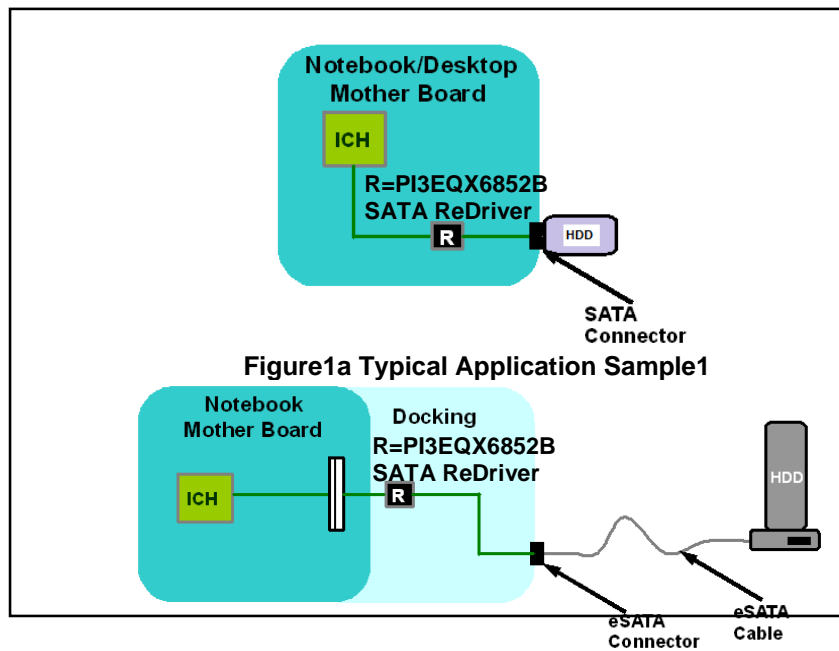 Notebook/Desktop
Mother Board
ICH
R=PI3EQX6852B
SATA ReDriver
R
HDD
SATA
Connector
Figure1a Typical Application Sample1
Notebook
Mother Board
Docking
R=PI3EQX6852B
SATA ReDriver
ICH
R
HDD
eSATA
Connector
eSATA
Cable